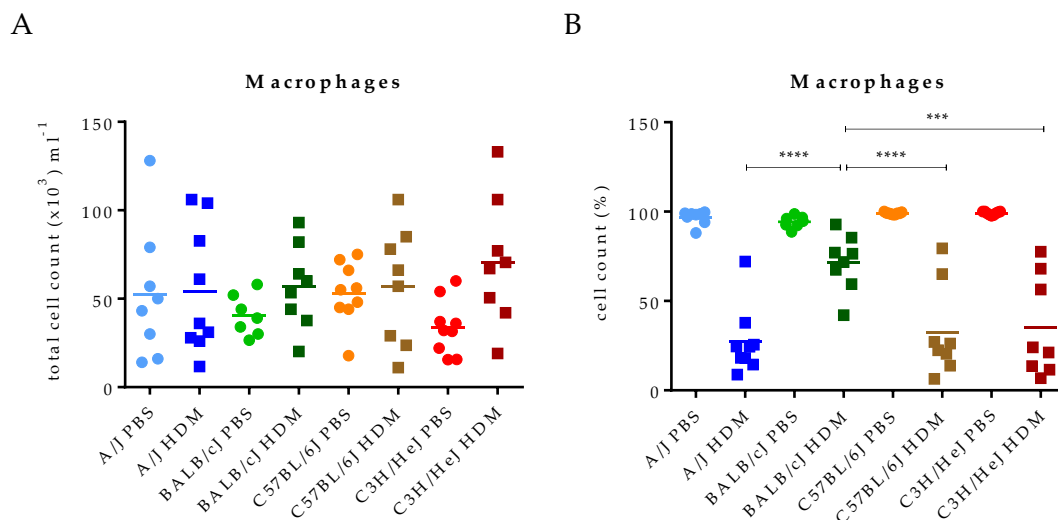 A
B
Macrophages
Macrophages
total cell count (x10³) ml⁻¹
150
100
50
0
A/J PBS
A/J HDM
BALB/cJ PBS
BALB/cJ HDM
C57BL/6J PBS
C57BL/6J HDM
C3H/HeJ PBS
C3H/HeJ HDM
cell count (%)
150
100
50
0
***
****
****
A/J PBS
A/J HDM
BALB/cJ PBS
BALB/cJ HDM
C57BL/6J PBS
C57BL/6J HDM
C3H/HeJ PBS
C3H/HeJ HDM